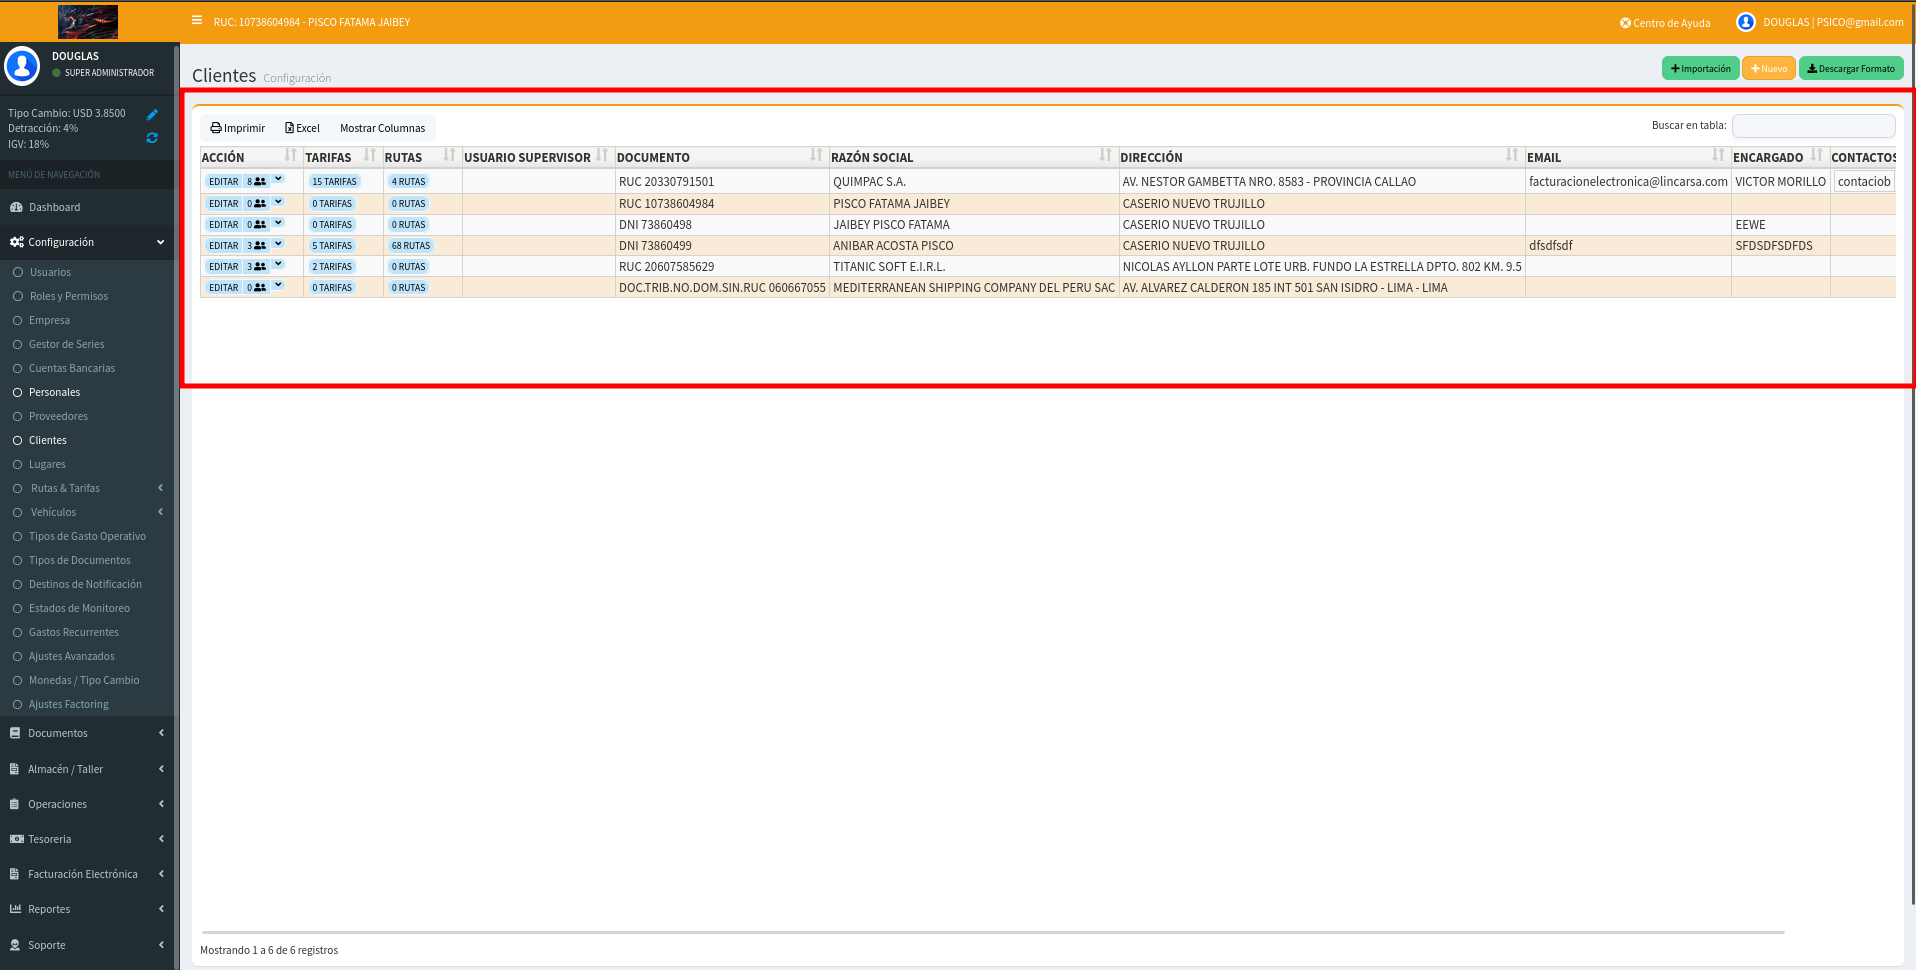 RUC: 10738604984 - PISCO FATAMA JAIBEY
Centro de Ayuda
DOUGLAS | PSICO@gmail.com
DOUGLAS
SUPER ADMINISTRADOR
Tipo Cambio: USD 3.8500
Detracción: 4%
IGV: 18%
MENÚ DE NAVEGACIÓN
Dashboard
Configuración
Usuarios
Roles y Permisos
Empresa
Gestor de Series
Cuentas Bancarias
Personales
Proveedores
Clientes
Lugares
Rutas & Tarifas
Vehículos
Tipos de Gasto Operativo
Tipos de Documentos
Destinos de Notificación
Estados de Monitoreo
Gastos Recurrentes
Ajustes Avanzados
Monedas / Tipo Cambio
Ajustes Factoring
Documentos
Almacén / Taller
Operaciones
Tesoreria
Facturación Electrónica
Reportes
Soporte
Clientes Configuración
Importación Nuevo Descargar Formato
Imprimir Excel Mostrar Columnas Buscar en tabla:
ACCIÓN TARIFAS RUTAS USUARIO SUPERVISOR DOCUMENTO RAZÓN SOCIAL DIRECCIÓN EMAIL ENCARGADO CONTACTOS
EDITAR 8 15 TARIFAS 4 RUTAS RUC 20330791501 QUIMPAC S.A. AV. NESTOR GAMBETTA NRO. 8583 - PROVINCIA CALLAO facturacionelectronica@lincarsa.com VICTOR MORILLO contaciob
EDITAR 0 0 TARIFAS 0 RUTAS RUC 10738604984 PISCO FATAMA JAIBEY CASERIO NUEVO TRUJILLO
EDITAR 0 0 TARIFAS 0 RUTAS DNI 73860498 JAIBEY PISCO FATAMA CASERIO NUEVO TRUJILLO EEWE
EDITAR 3 5 TARIFAS 68 RUTAS DNI 73860499 ANIBAR ACOSTA PISCO CASERIO NUEVO TRUJILLO dfsdfsdf SFDSDFSDFDS
EDITAR 3 2 TARIFAS 0 RUTAS RUC 20607585629 TITANIC SOFT E.I.R.L. NICOLAS AYLLON PARTE LOTE URB. FUNDO LA ESTRELLA DPTO. 802 KM. 9.5
EDITAR 0 0 TARIFAS 0 RUTAS DOC.TRIB.NO.DOM.SIN.RUC 060667055 MEDITERRANEAN SHIPPING COMPANY DEL PERU SAC AV. ALVAREZ CALDERON 185 INT 501 SAN ISIDRO - LIMA - LIMA
Mostrando 1 a 6 de 6 registros